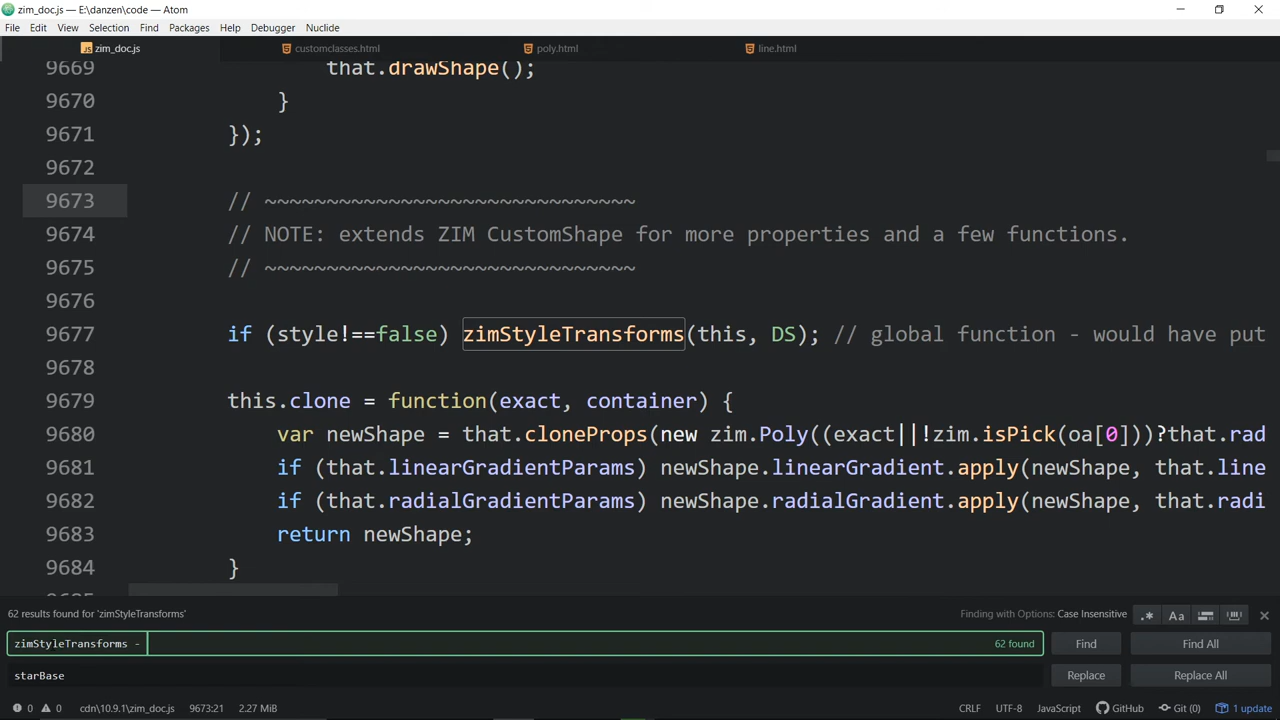 zim_doc.js — E:\danzen\code — Atom
File Edit View Selection Find Packages Help Debugger Nuclide
zim_doc.js customclasses.html poly.html line.html
9669 that.drawShape();
9670 }
9671 });
9672
9673 // ~~~~~~~~~~~~~~~~~~~~~~~~~~~~~~
9674 // NOTE: extends ZIM CustomShape for more properties and a few functions.
9675 // ~~~~~~~~~~~~~~~~~~~~~~~~~~~~~~
9676
9677 if (style!==false) zimStyleTransforms(this, DS); // global function - would have put
9678
9679 this.clone = function(exact, container) {
9680 var newShape = that.cloneProps(new zim.Poly((exact||!zim.isPick(oa[0]))?that.rad
9681 if (that.linearGradientParams) newShape.linearGradient.apply(newShape, that.line
9682 if (that.radialGradientParams) newShape.radialGradient.apply(newShape, that.radi
9683 return newShape;
9684 }
62 results found for 'zimStyleTransforms' Finding with Options: Case Insensitive .* Aa
zimStyleTransforms - 62 found Find Find All
starBase Replace Replace All
0 0 cdn\10.9.1\zim_doc.js 9673:21 2.27 MiB CRLF UTF-8 JavaScript GitHub Git (0) 1 update